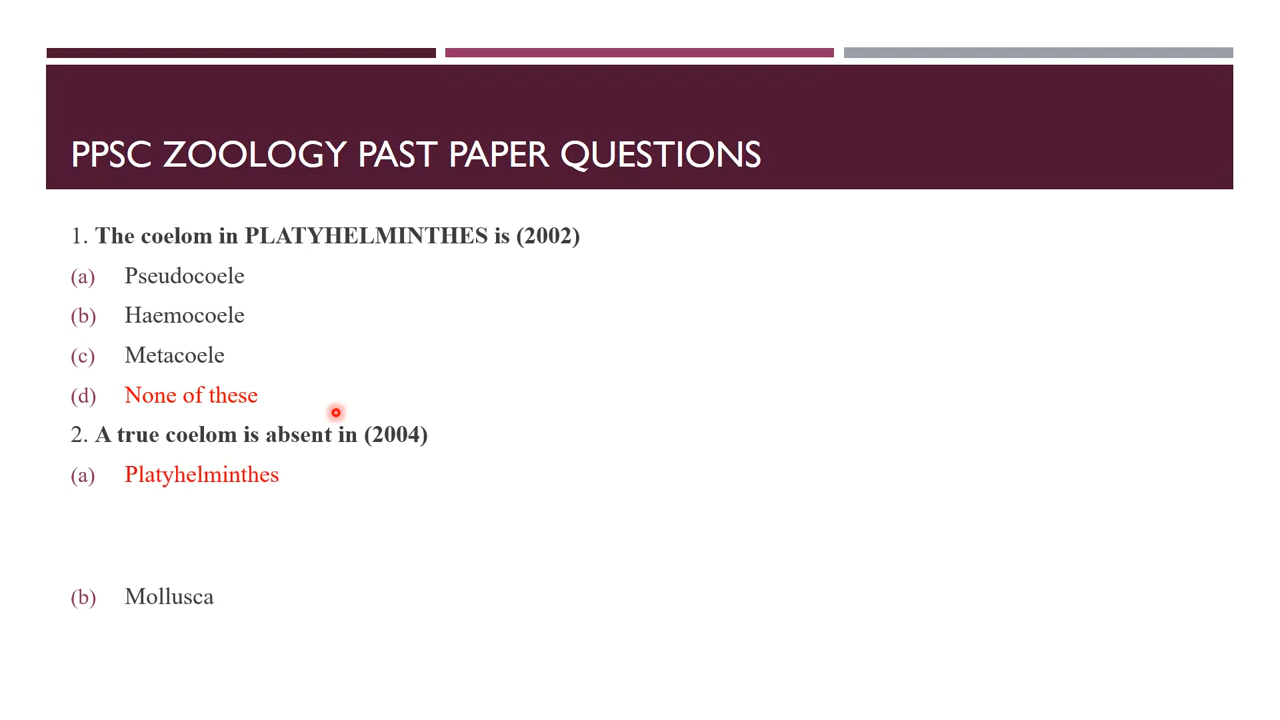 PPSC ZOOLOGY PAST PAPER QUESTIONS
1. The coelom in PLATYHELMINTHES is (2002)
(a) Pseudocoele
(b) Haemocoele
(c) Metacoele
(d) None of these
2. A true coelom is absent in (2004)
(a) Platyhelminthes
(b) Mollusca